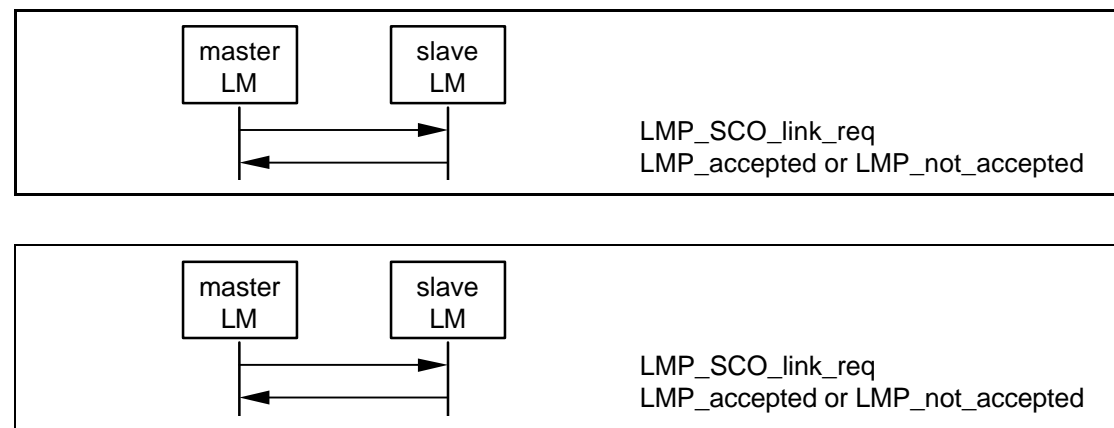 master LM
slave LM
LMP_SCO_link_req
LMP_accepted or LMP_not_accepted
master LM
slave LM
LMP_SCO_link_req
LMP_accepted or LMP_not_accepted